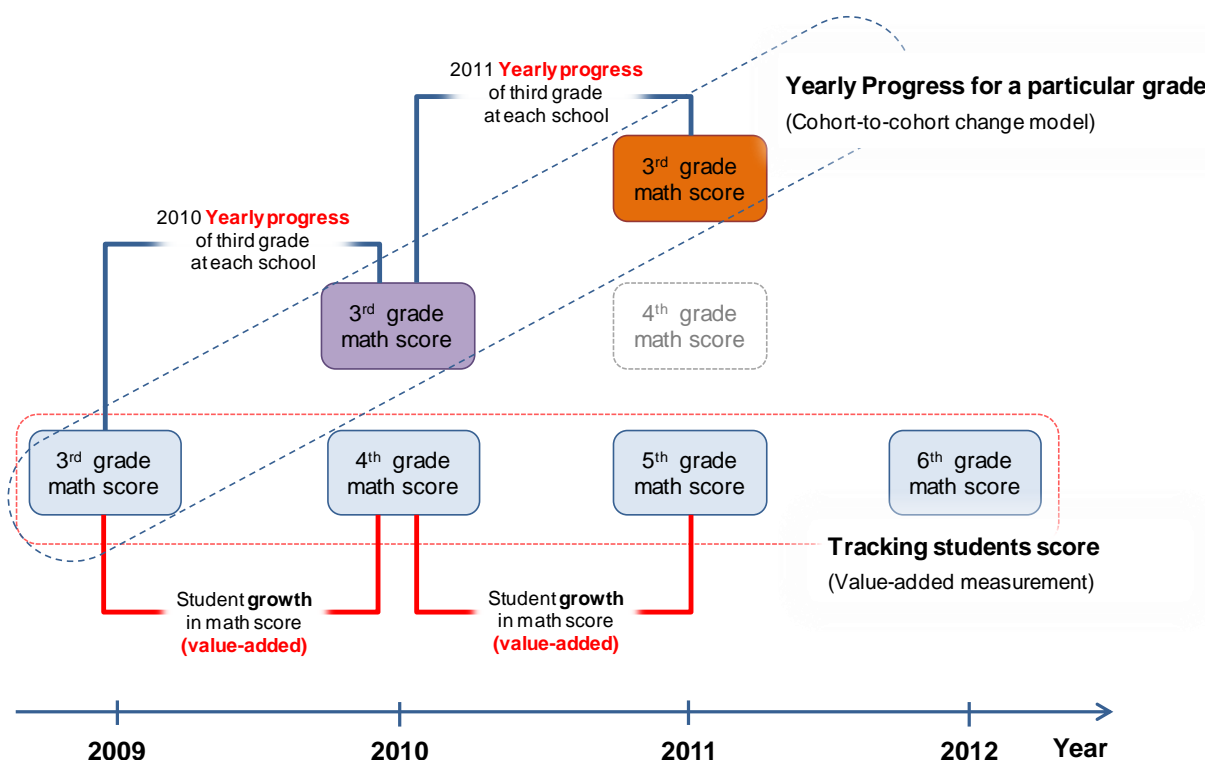 2011 Yearly progress
of third grade
at each school
Yearly Progress for a particular grade
(Cohort-to-cohort change model)
3rd grade
math score
2010 Yearly progress
of third grade
at each school
3rd grade
math score
4th grade
math score
3rd grade
math score
4th grade
math score
5th grade
math score
6th grade
math score
Tracking students score
(Value-added measurement)
Student growth
in math score
(value-added)
Student growth
in math score
(value-added)
2009
2010
2011
2012
Year